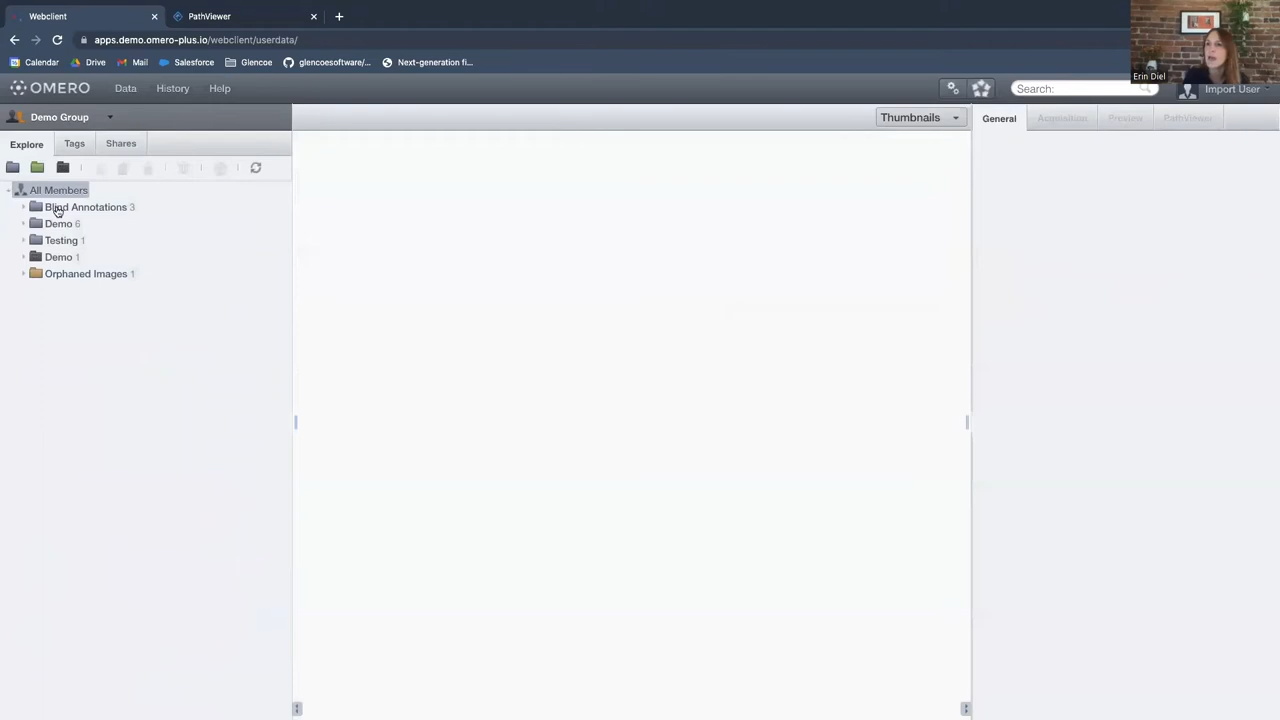 Webclient
PathViewer
apps.demo.omero-plus.io/webclient/userdata/
Calendar Drive Mail Salesforce Glencoe glencoesoftware/... Next-generation fi...
Erin Diel
OMERO Data History Help Search: Import User
Demo Group Thumbnails General Acquisition Preview PathViewer
Explore Tags Shares
All Members
Blind Annotations 3
Demo 6
Testing 1
Demo 1
Orphaned Images 1